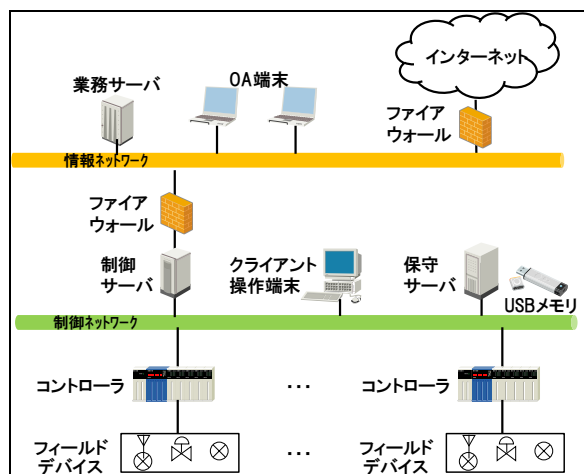 インターネット
業務サーバ
OA端末
ファイア
ウォール
情報ネットワーク
ファイア
ウォール
制御
サーバ
クライアント
操作端末
保守
サーバ
USBメモリ
制御ネットワーク
コントローラ
...
コントローラ
フィールド
デバイス
...
フィールド
デバイス